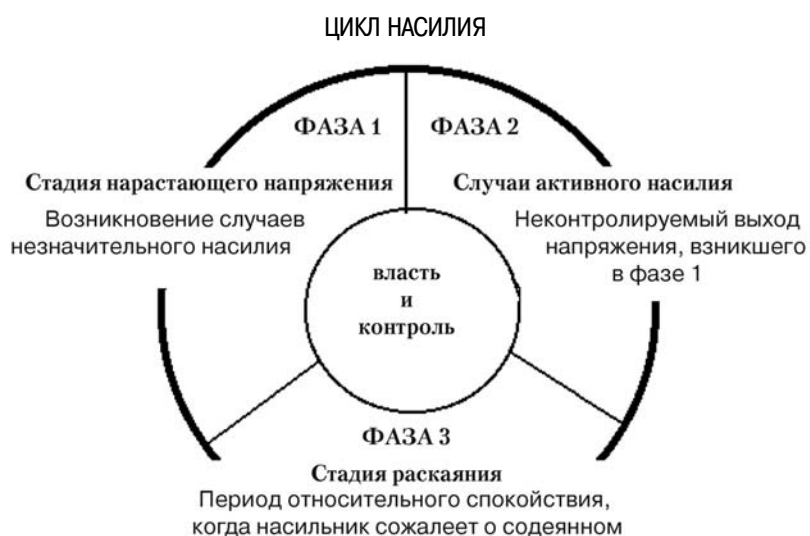 ЦИКЛ НАСИЛИЯ
ФАЗА 1
Стадия нарастающего напряжения
Возникновение случаев
незначительного насилия
ФАЗА 2
Случаи активного насилия
Неконтролируемый выход
напряжения, взникшего
в фазе 1
власть
и
контроль
ФАЗА 3
Стадия раскаяния
Период относительного спокойствия,
когда насильник сожалеет о содеянном